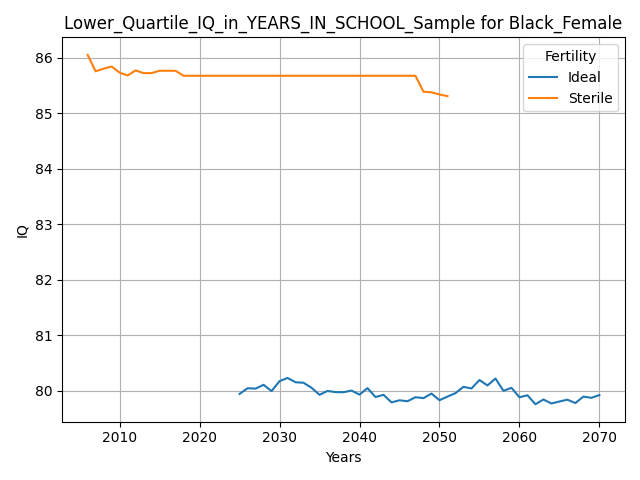 Lower_Quartile_IQ_in_YEARS_IN_SCHOOL_Sample for Black_Female
Fertility
Ideal
Sterile
86
85
84
83
82
81
80
IQ
2010 2020 2030 2040 2050 2060 2070
Years